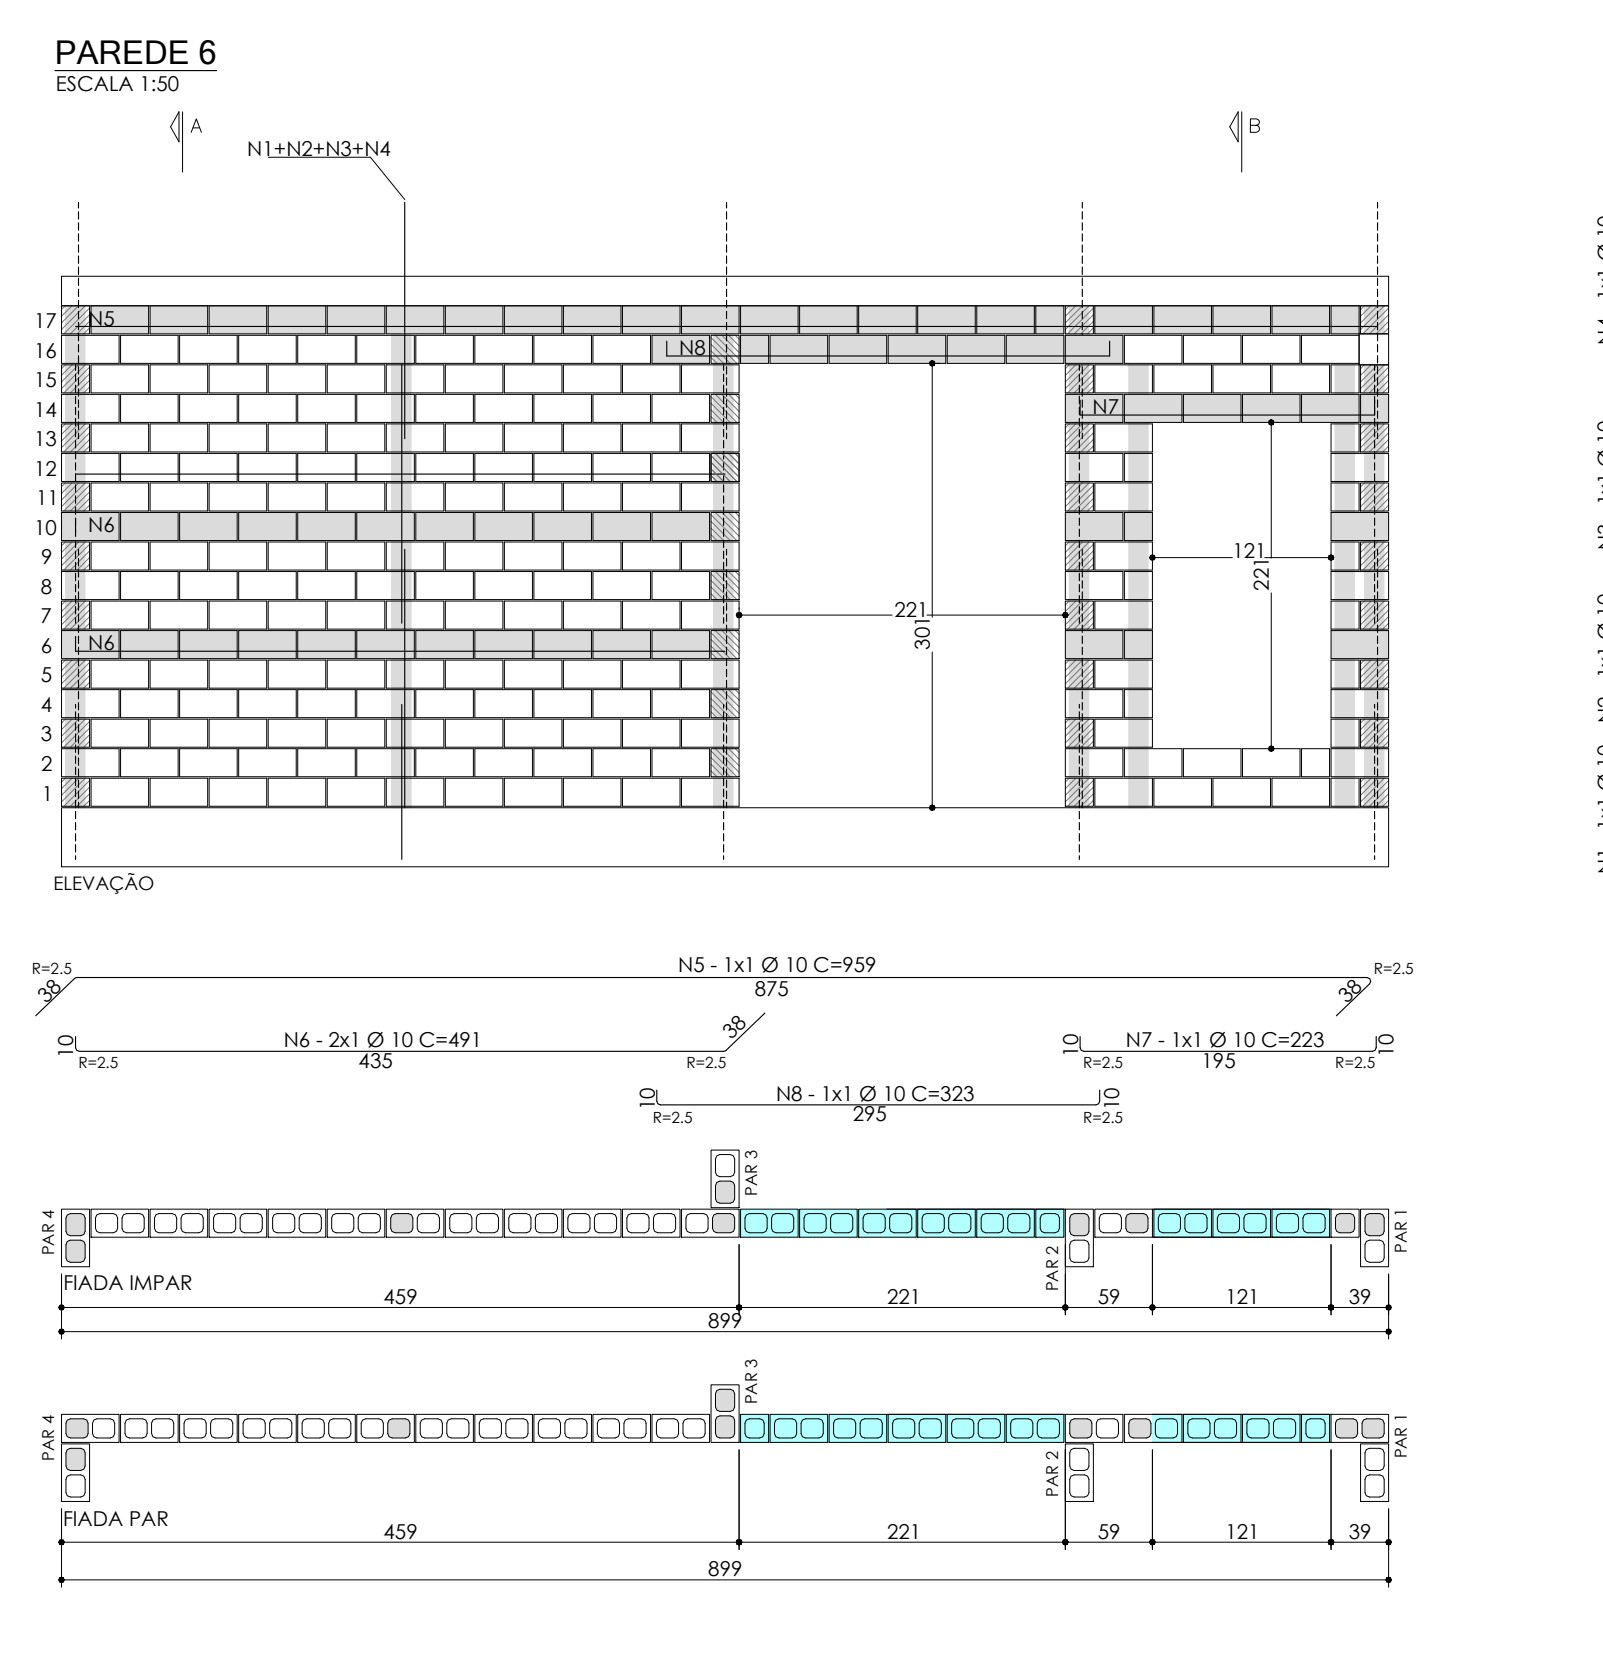 PAREDE 6
ESCALA 1:50
A
B
N1+N2+N3+N4
17
N5
16
N8
15
14
N7
13
12
11
10
N6
9
121
221
8
7
221
301
6
N6
5
4
3
2
1
ELEVAÇÃO
R=2.5
38
N5 - 1x1 Ø 10 C=959
875
R=2.5
38
10
R=2.5
N6 - 2x1 Ø 10 C=491
435
R=2.5
38
10
R=2.5
N7 - 1x1 Ø 10 C=223
195
R=2.5
10
10
R=2.5
N8 - 1x1 Ø 10 C=323
295
R=2.5
10
PAR 3
PAR 4
PAR 2
PAR 1
FIADA IMPAR
459
221
59
121
39
899
PAR 3
PAR 4
PAR 2
PAR 1
FIADA PAR
459
221
59
121
39
899